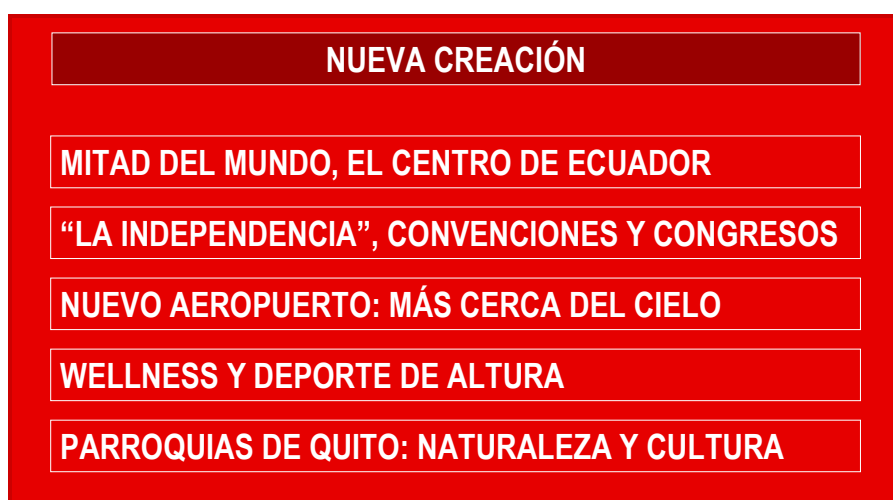 NUEVA CREACIÓN
MITAD DEL MUNDO, EL CENTRO DE ECUADOR
“LA INDEPENDENCIA”, CONVENCIONES Y CONGRESOS
NUEVO AEROPUERTO: MÁS CERCA DEL CIELO
WELLNESS Y DEPORTE DE ALTURA
PARROQUIAS DE QUITO: NATURALEZA Y CULTURA